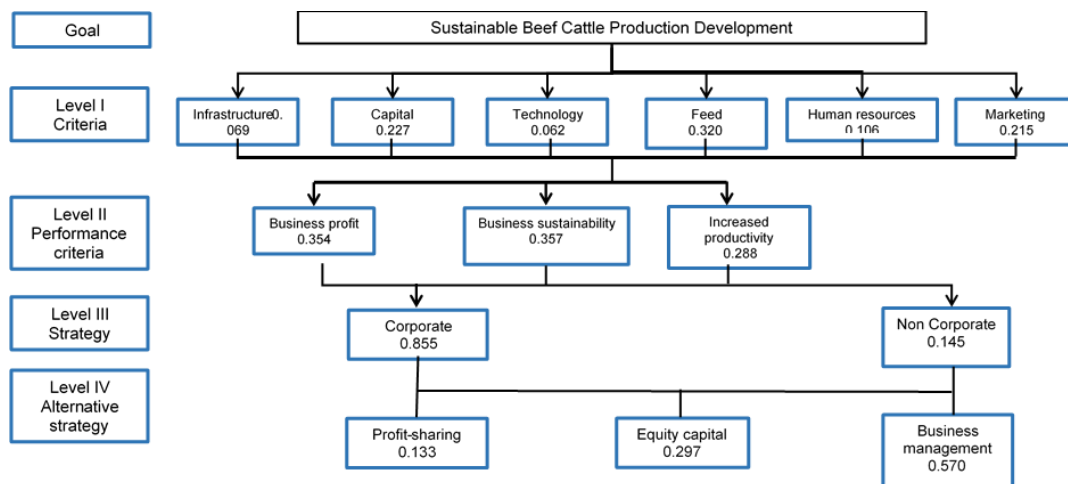 Goal
Sustainable Beef Cattle Production Development
Level I
Criteria
Infrastructure0.
069
Capital
0.227
Technology
0.062
Feed
0.320
Human resources
0.106
Marketing
0.215
Level II
Performance
criteria
Business profit
0.354
Business sustainability
0.357
Increased
productivity
0.288
Level III
Strategy
Corporate
0.855
Non Corporate
0.145
Level IV
Alternative
strategy
Profit-sharing
0.133
Equity capital
0.297
Business
management
0.570